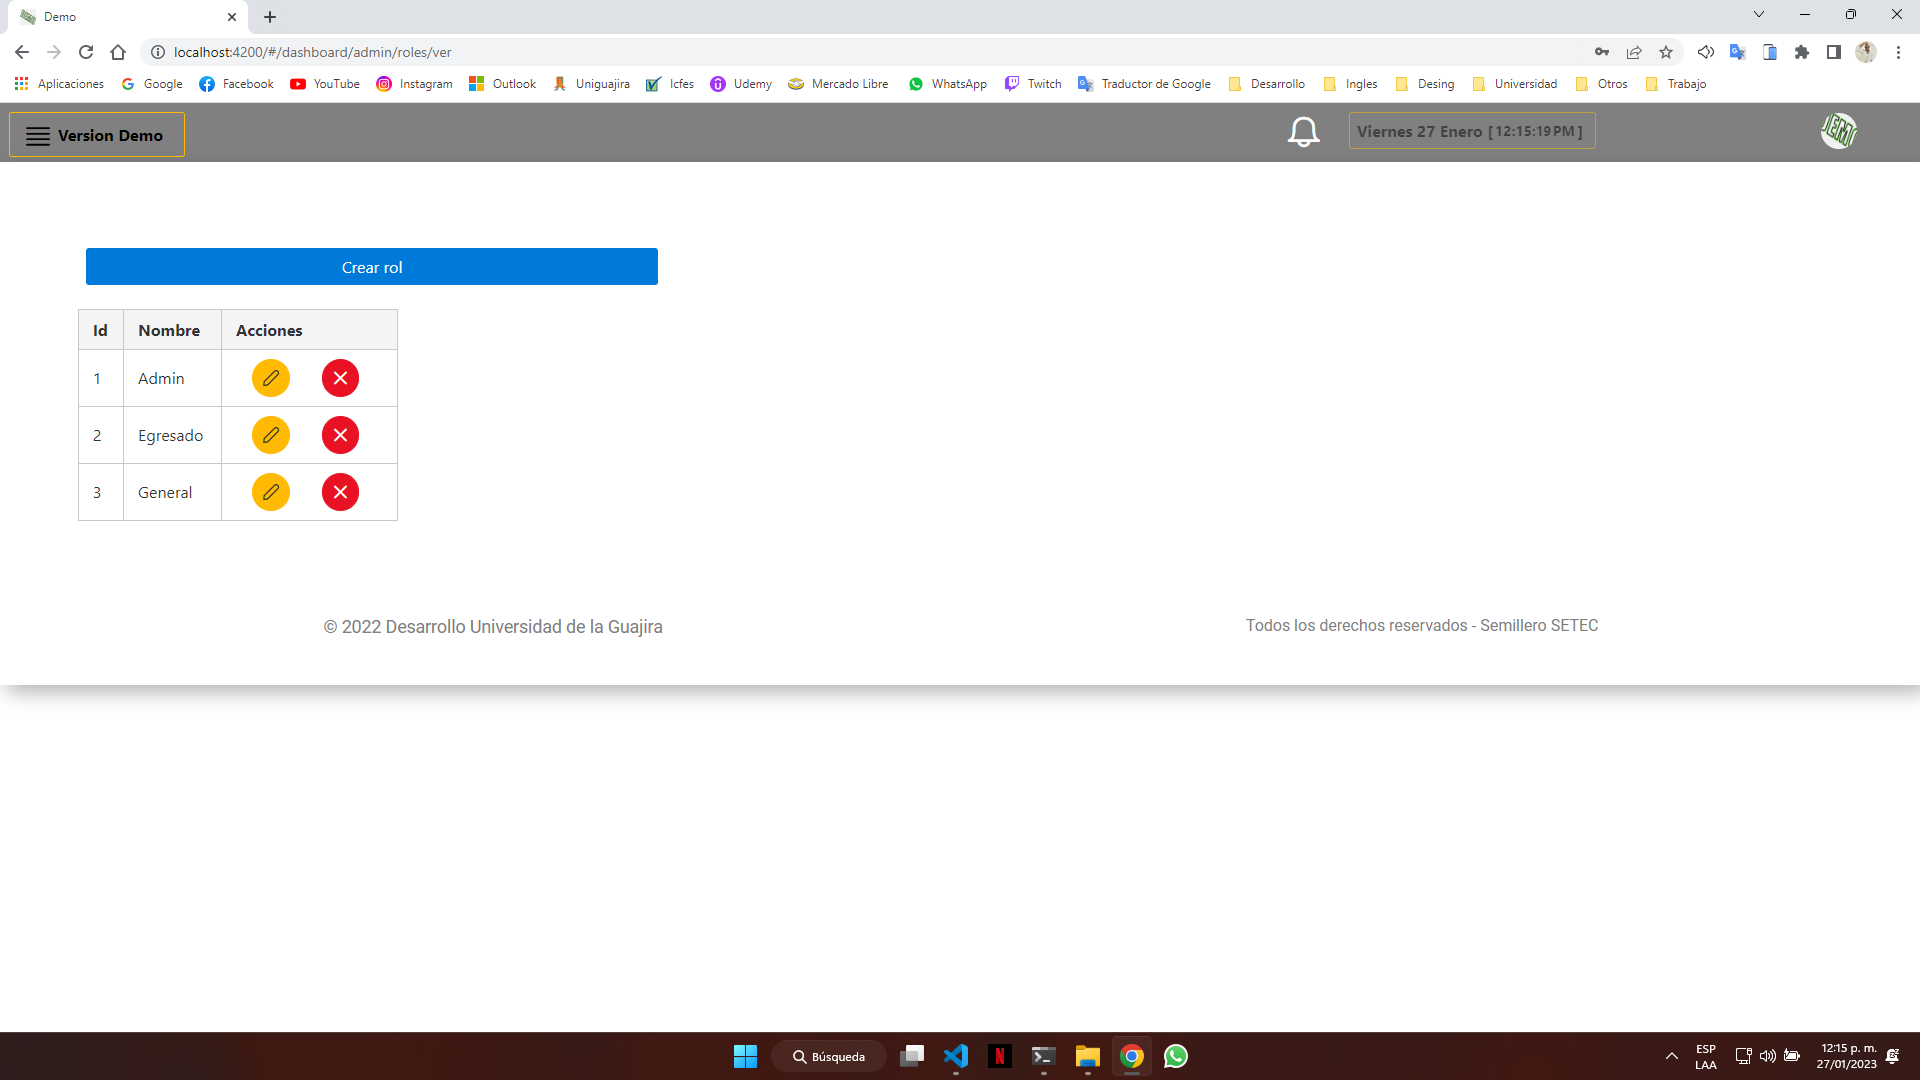 Demo
localhost:4200/#/dashboard/admin/roles/ver
Aplicaciones Google Facebook YouTube Instagram Outlook Uniguajira Icfes Udemy Mercado Libre WhatsApp Twitch Traductor de Google Desarrollo Ingles Desing Universidad Otros Trabajo
Version Demo
Viernes 27 Enero [12:15:19 PM]
Crear rol
Id Nombre Acciones
1 Admin
2 Egresado
3 General
© 2022 Desarrollo Universidad de la Guajira
Todos los derechos reservados - Semillero SETEC
Búsqueda
ESP
LAA
12:15 p. m.
27/01/2023